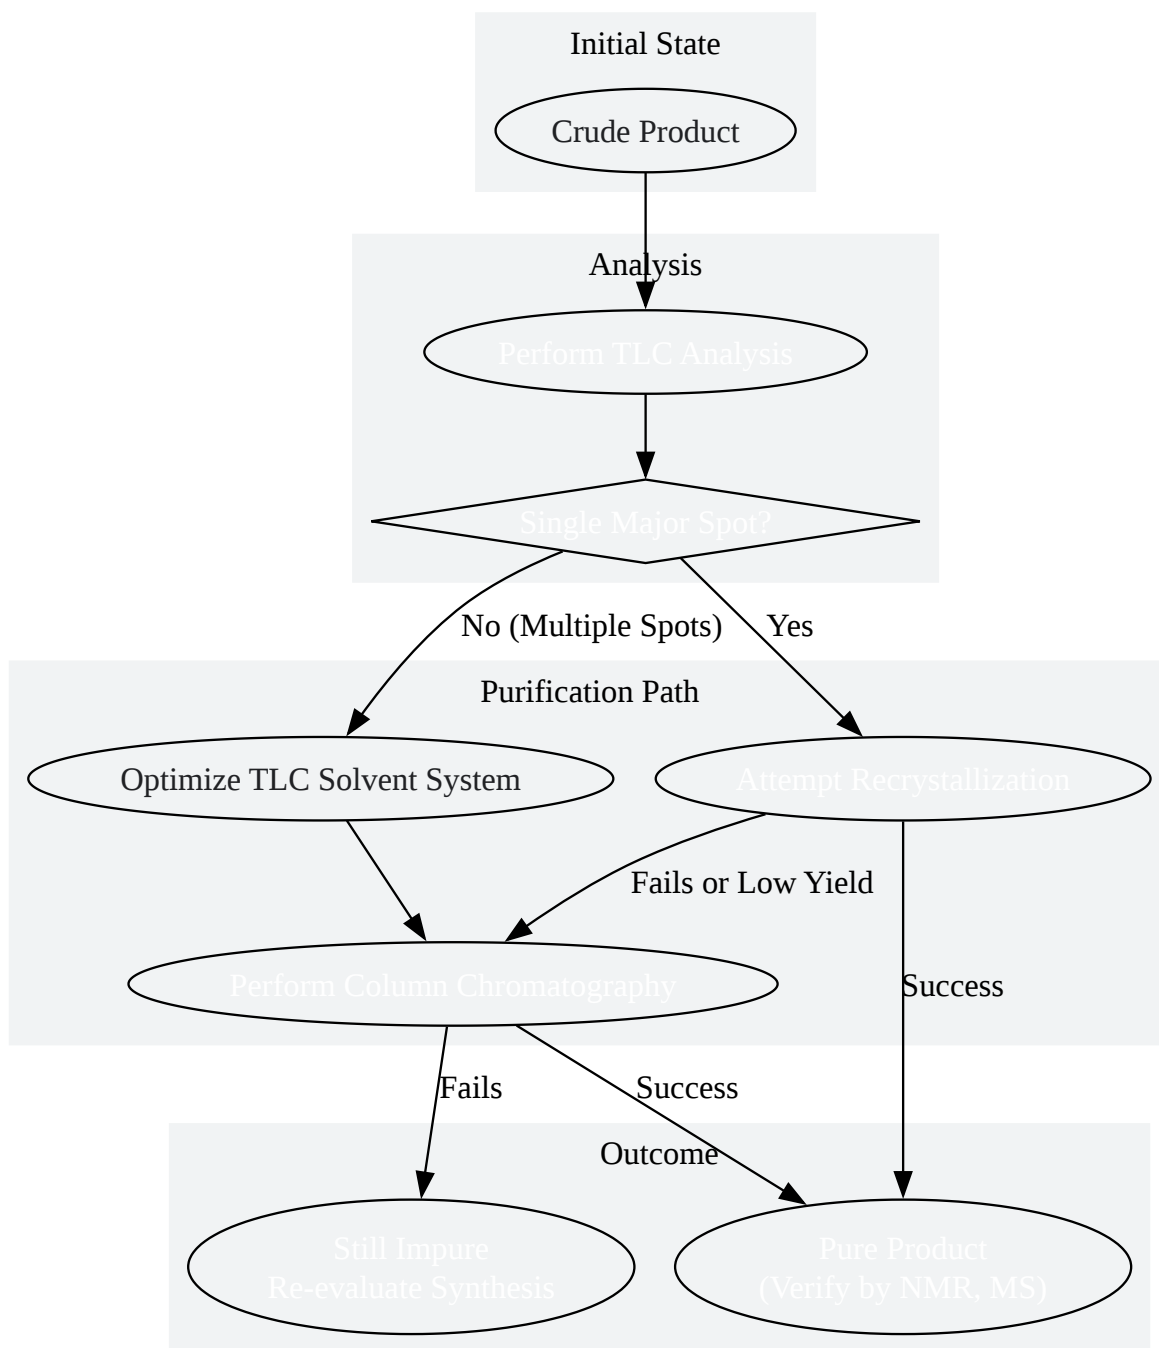 Initial State
Crude Product
Analysis
Perform TLC Analysis
Single Major Spot?
No (Multiple Spots)
Yes
Purification Path
Optimize TLC Solvent System
Attempt Recrystallization
Fails or Low Yield
Perform Column Chromatography
Success
Fails
Success
Outcome
Still Impure
Re-evaluate Synthesis
Pure Product
(Verify by NMR, MS)